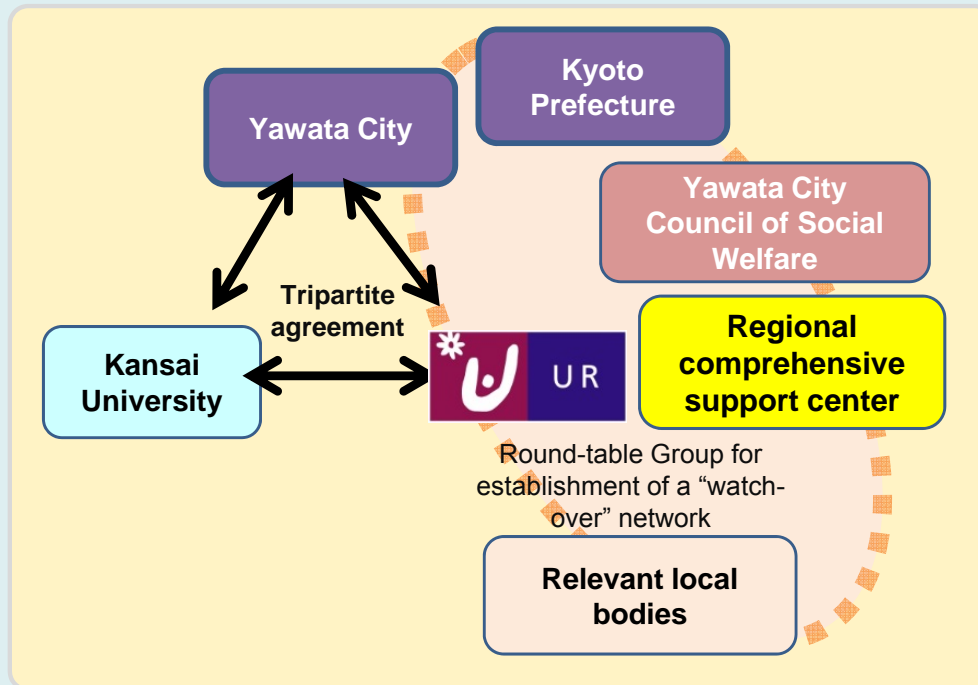 Kyoto
Prefecture
Yawata City
Yawata City
Council of Social
Welfare
Tripartite
agreement
Regional
comprehensive
support center
Kansai
University
UR
Round-table Group for
establishment of a “watch-
over” network
Relevant local
bodies